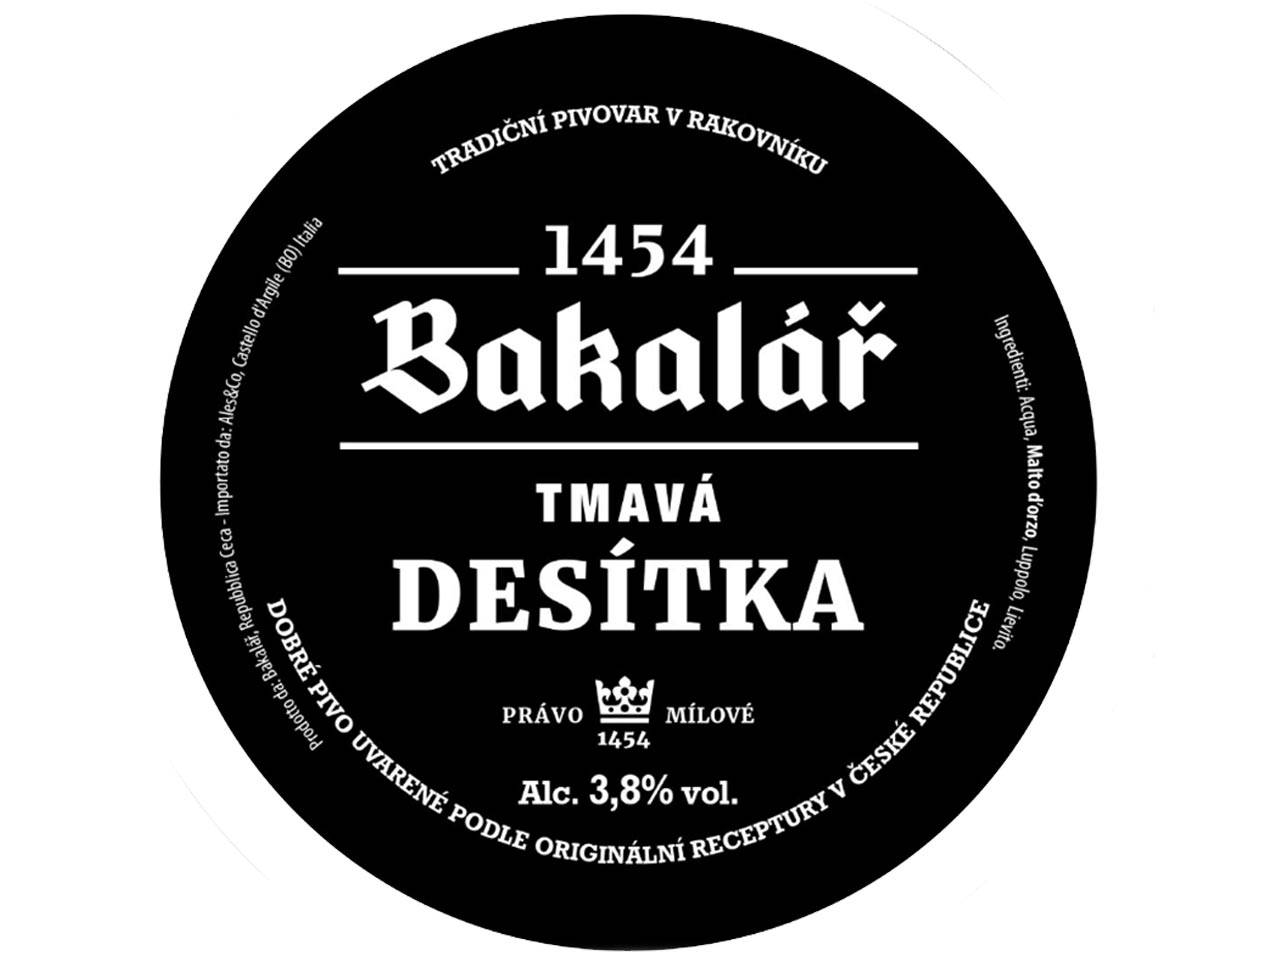 TRADIČNÍ PIVOVAR V RAKOVNÍKU
1454
Bakalář
TMAVÁ
DESÍTKA
PRÁVO MÍLOVÉ
1454
Alc. 3,8% vol.
DOBRÉ PIVO UVARENÉ PODLE ORIGINÁLNÍ RECEPTURY V ČESKÉ REPUBLICE
Prodotto da: Bakalář, Repubblica Ceca - Importato da: Ales&Co, Castello d'Argile (BO) Italia
Ingredienti: Acqua, Malto d'orzo, Luppolo, Lievito.